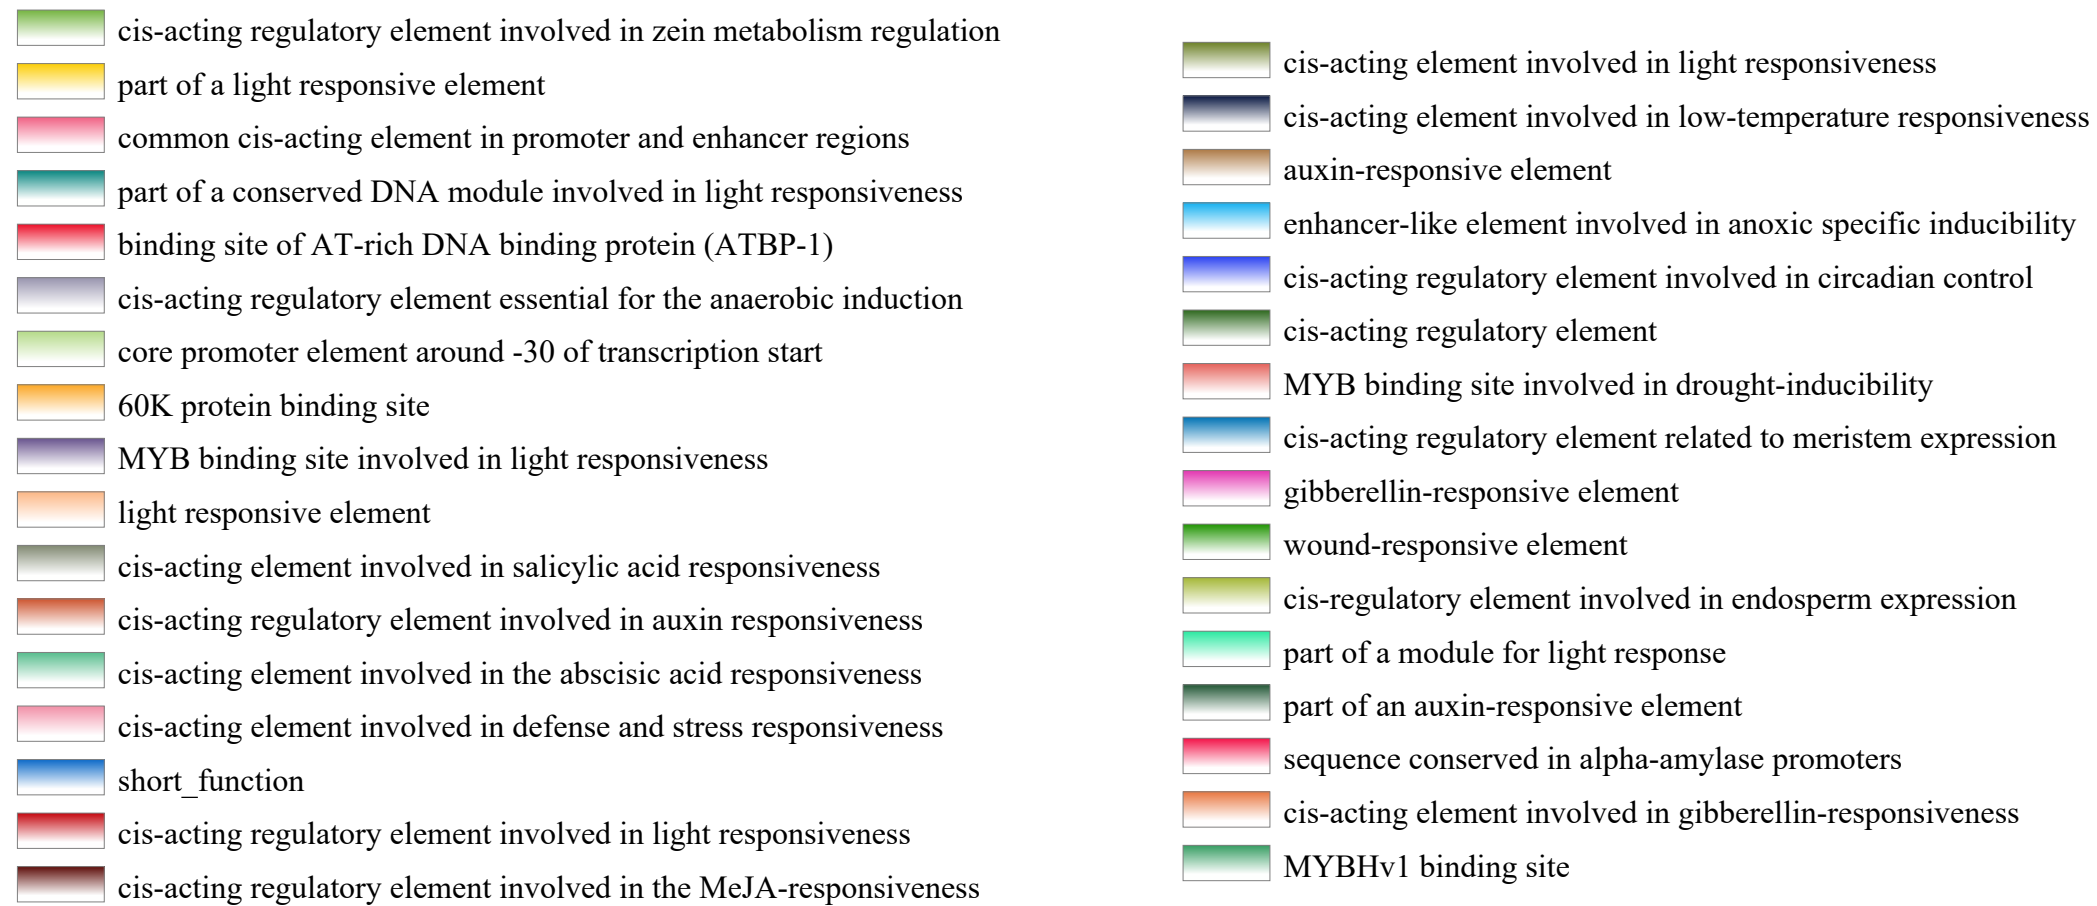 cis-acting regulatory element involved in zein metabolism regulation
part of a light responsive element
common cis-acting element in promoter and enhancer regions
part of a conserved DNA module involved in light responsiveness
binding site of AT-rich DNA binding protein (ATBP-1)
cis-acting regulatory element essential for the anaerobic induction
core promoter element around -30 of transcription start
60K protein binding site
MYB binding site involved in light responsiveness
light responsive element
cis-acting element involved in salicylic acid responsiveness
cis-acting regulatory element involved in auxin responsiveness
cis-acting element involved in the abscisic acid responsiveness
cis-acting element involved in defense and stress responsiveness
short_function
cis-acting regulatory element involved in light responsiveness
cis-acting regulatory element involved in the MeJA-responsiveness
cis-acting element involved in light responsiveness
cis-acting element involved in low-temperature responsiveness
auxin-responsive element
enhancer-like element involved in anoxic specific inducibility
cis-acting regulatory element involved in circadian control
cis-acting regulatory element
MYB binding site involved in drought-inducibility
cis-acting regulatory element related to meristem expression
gibberellin-responsive element
wound-responsive element
cis-regulatory element involved in endosperm expression
part of a module for light response
part of an auxin-responsive element
sequence conserved in alpha-amylase promoters
cis-acting element involved in gibberellin-responsiveness
MYBHv1 binding site